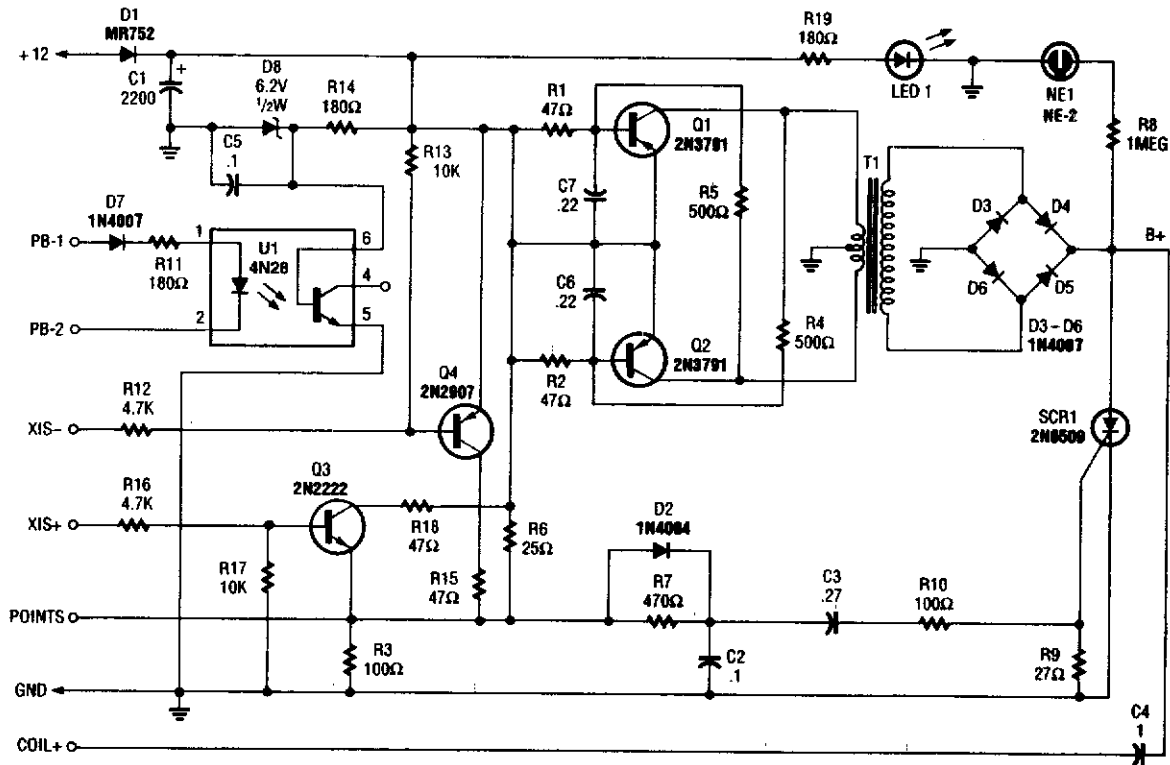 D1
MR752
+12
C1
2200
+
D8
6.2V
1/2W
R14
180Ω
C5
.1
R13
10K
R1
47Ω
Q1
2N3791
C7
.22
R5
500Ω
R19
180Ω
LED 1
NE1
NE-2
R8
1MEG
T1
D3
D4
B+
D6
D5
D3-D6
1N4007
D7
1N4007
PB-1
R11
180Ω
1
U1
4N28
6
4
PB-2
2
5
C6
.22
R4
500Ω
Q2
2N3791
R2
47Ω
Q4
2N2907
R12
4.7K
XIS-
SCR1
2N6509
R16
4.7K
Q3
2N2222
XIS+
R18
47Ω
R6
25Ω
D2
1N4004
R17
10K
R15
47Ω
R7
470Ω
C3
.27
R10
100Ω
POINTS
R3
100Ω
C2
.1
R9
27Ω
GND
C4
1
COIL+